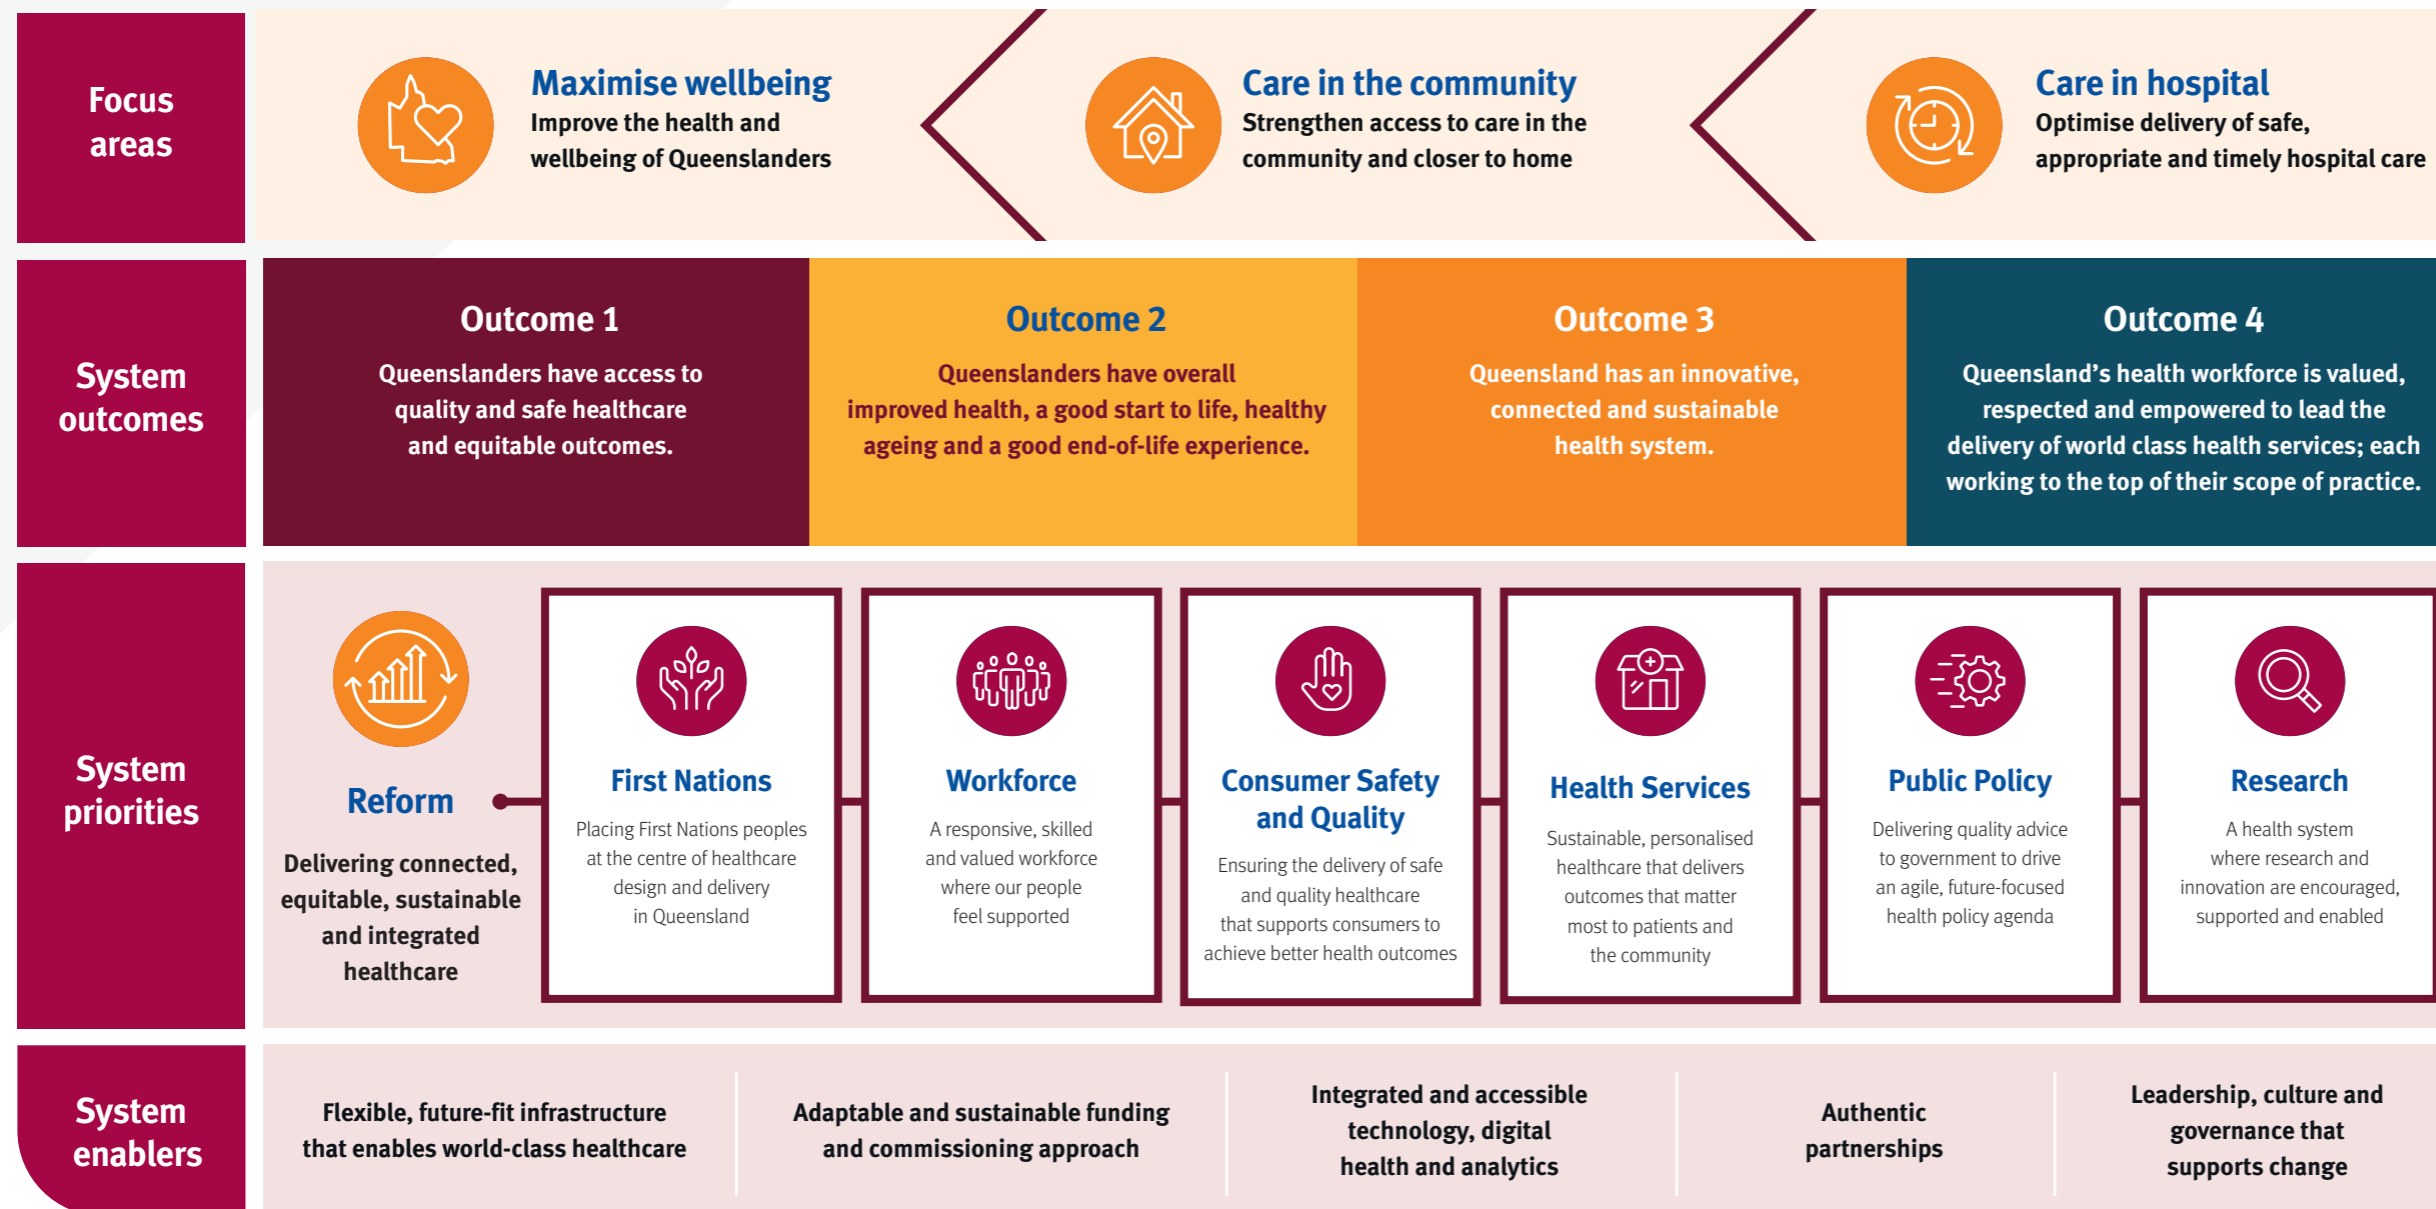 Focus
areas
Maximise wellbeing
Improve the health and
wellbeing of Queenslanders
Care in the community
Strengthen access to care in the
community and closer to home
Care in hospital
Optimise delivery of safe,
appropriate and timely hospital care
System
outcomes
Outcome 1
Queenslanders have access to
quality and safe healthcare
and equitable outcomes.
Outcome 2
Queenslanders have overall
improved health, a good start to life, healthy
ageing and a good end-of-life experience.
Outcome 3
Queensland has an innovative,
connected and sustainable
health system.
Outcome 4
Queensland's health workforce is valued,
respected and empowered to lead the
delivery of world class health services; each
working to the top of their scope of practice.
System
priorities
Reform
Delivering connected,
equitable, sustainable
and integrated
healthcare
First Nations
Placing First Nations peoples
at the centre of healthcare
design and delivery
in Queensland
Workforce
A responsive, skilled
and valued workforce
where our people
feel supported
Consumer Safety
and Quality
Ensuring the delivery of safe
and quality healthcare
that supports consumers to
achieve better health outcomes
Health Services
Sustainable, personalised
healthcare that delivers
outcomes that matter
most to patients and
the community
Public Policy
Delivering quality advice
to government to drive
an agile, future-focused
health policy agenda
Research
A health system
where research and
innovation are encouraged,
supported and enabled
System
enablers
Flexible, future-fit infrastructure
that enables world-class healthcare
Adaptable and sustainable funding
and commissioning approach
Integrated and accessible
technology, digital
health and analytics
Authentic
partnerships
Leadership, culture and
governance that
supports change